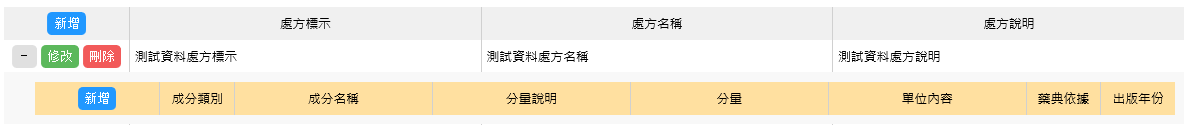 新增 處方標示 處方名稱 處方說明
- 修改 刪除 測試資料處方標示 測試資料處方名稱 測試資料處方說明
新增 成分類別 成分名稱 分量說明 分量 單位內容 藥典依據 出版年份